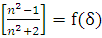 [n²−1 / n²+2] = f(δ)